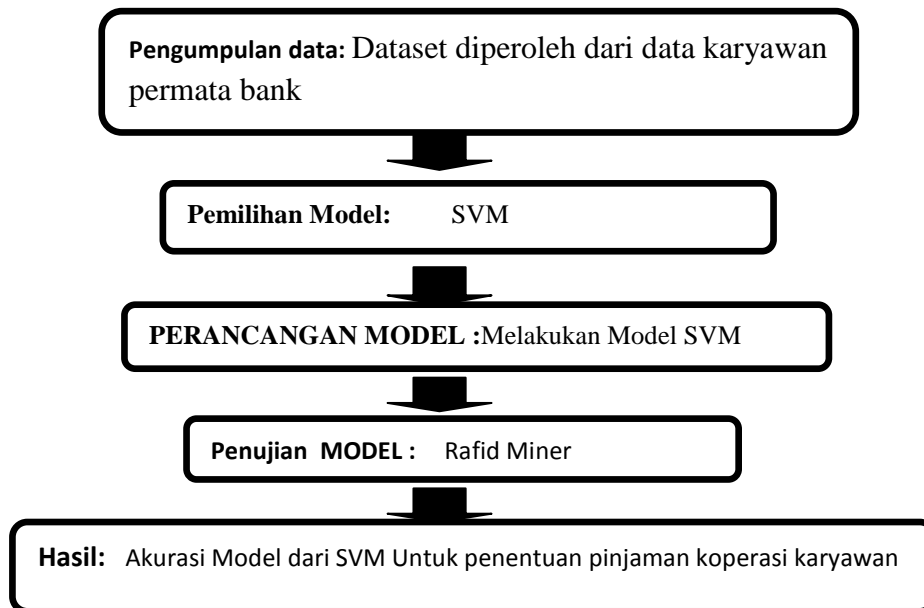 Pengumpulan data: Dataset diperoleh dari data karyawan
permata bank
Pemilihan Model: SVM
PERANCANGAN MODEL :Melakukan Model SVM
Penujian MODEL : Rafid Miner
Hasil: Akurasi Model dari SVM Untuk penentuan pinjaman koperasi karyawan